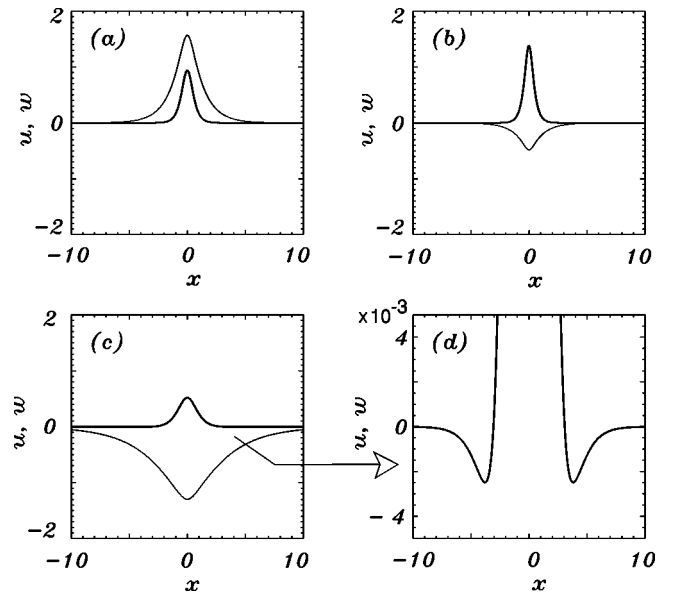 2 (a) 2 (b)
u, w 0 u, w 0
-2 -2
-10 0 10 -10 0 10
x x
2 (c) ×10⁻³ (d)
4
u, w 0 u, w 0
-2 - 4
-10 0 10 -10 0 10
x x